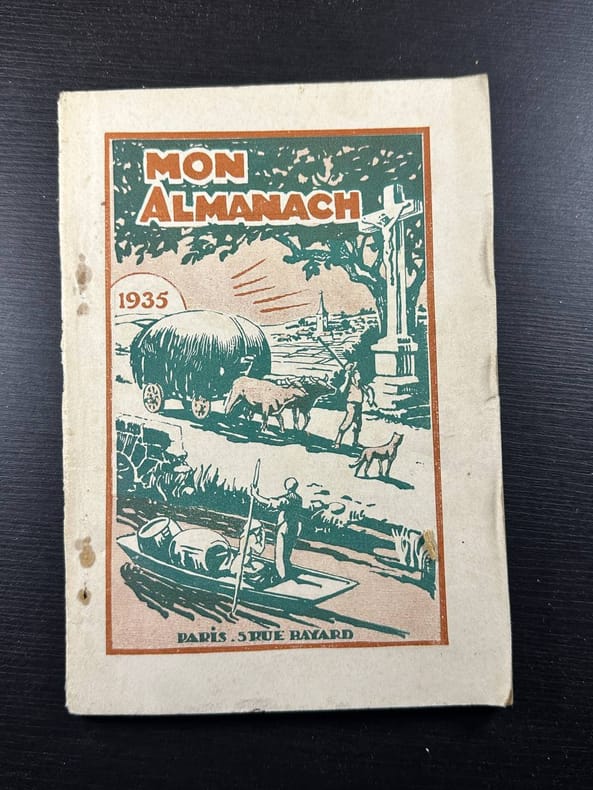 MON
ALMANACH
1935
PARIS . 5 RUE BAYARD